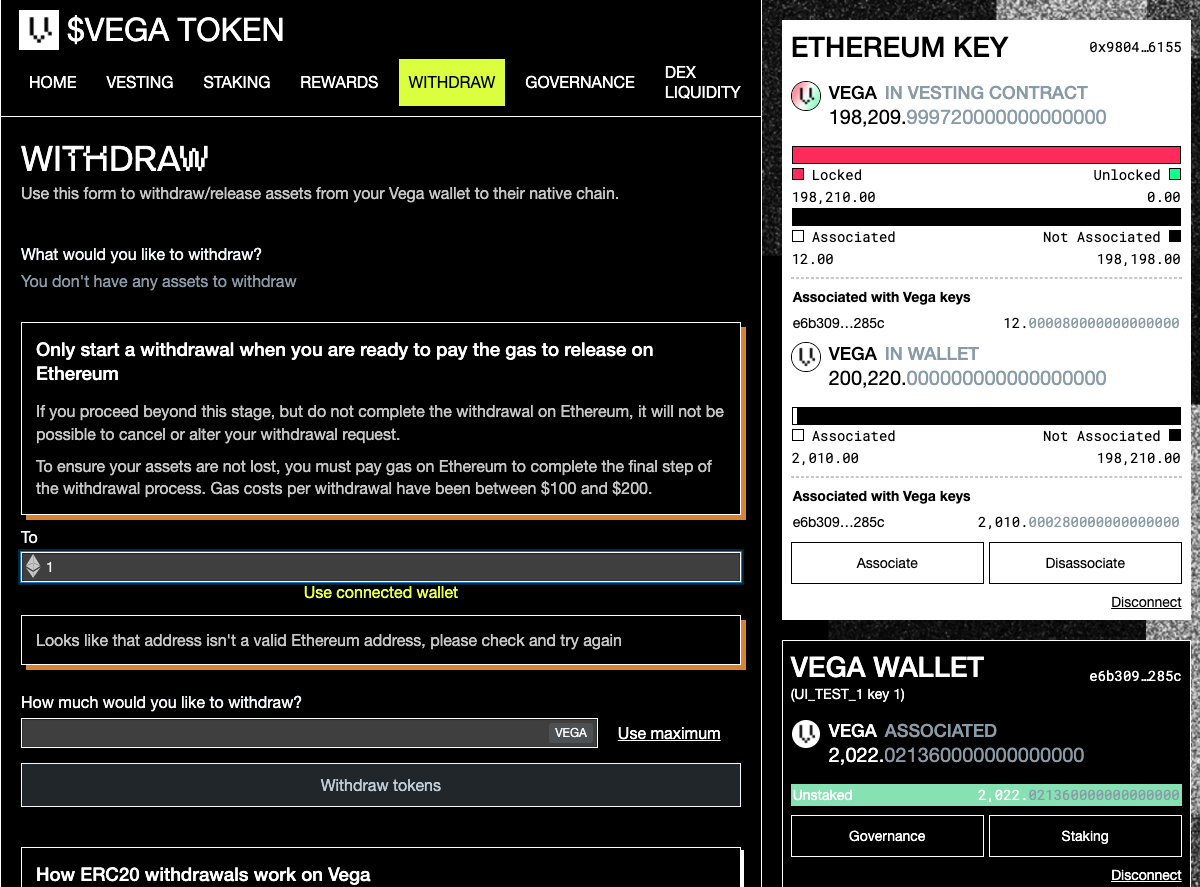 $VEGA TOKEN
HOME VESTING STAKING REWARDS WITHDRAW GOVERNANCE DEX LIQUIDITY
WITHDRAW
Use this form to withdraw/release assets from your Vega wallet to their native chain.
What would you like to withdraw?
You don't have any assets to withdraw
Only start a withdrawal when you are ready to pay the gas to release on
Ethereum
If you proceed beyond this stage, but do not complete the withdrawal on Ethereum, it will not be
possible to cancel or alter your withdrawal request.
To ensure your assets are not lost, you must pay gas on Ethereum to complete the final step of
the withdrawal process. Gas costs per withdrawal have been between $100 and $200.
To
1
Use connected wallet
Looks like that address isn't a valid Ethereum address, please check and try again
How much would you like to withdraw?
VEGA Use maximum
Withdraw tokens
How ERC20 withdrawals work on Vega
ETHEREUM KEY 0x9804…6155
VEGA IN VESTING CONTRACT
198,209.999720000000000000
Locked Unlocked
198,210.00 0.00
Associated Not Associated
12.00 198,198.00
Associated with Vega keys
e6b309…285c 12.000080000000000000
VEGA IN WALLET
200,220.000000000000000000
Associated Not Associated
2,010.00 198,210.00
Associated with Vega keys
e6b309…285c 2,010.000280000000000000
Associate Disassociate
Disconnect
VEGA WALLET e6b309…285c
(UI_TEST_1 key 1)
VEGA ASSOCIATED
2,022.021360000000000000
Unstaked 2,022.021360000000000000
Governance Staking
Disconnect